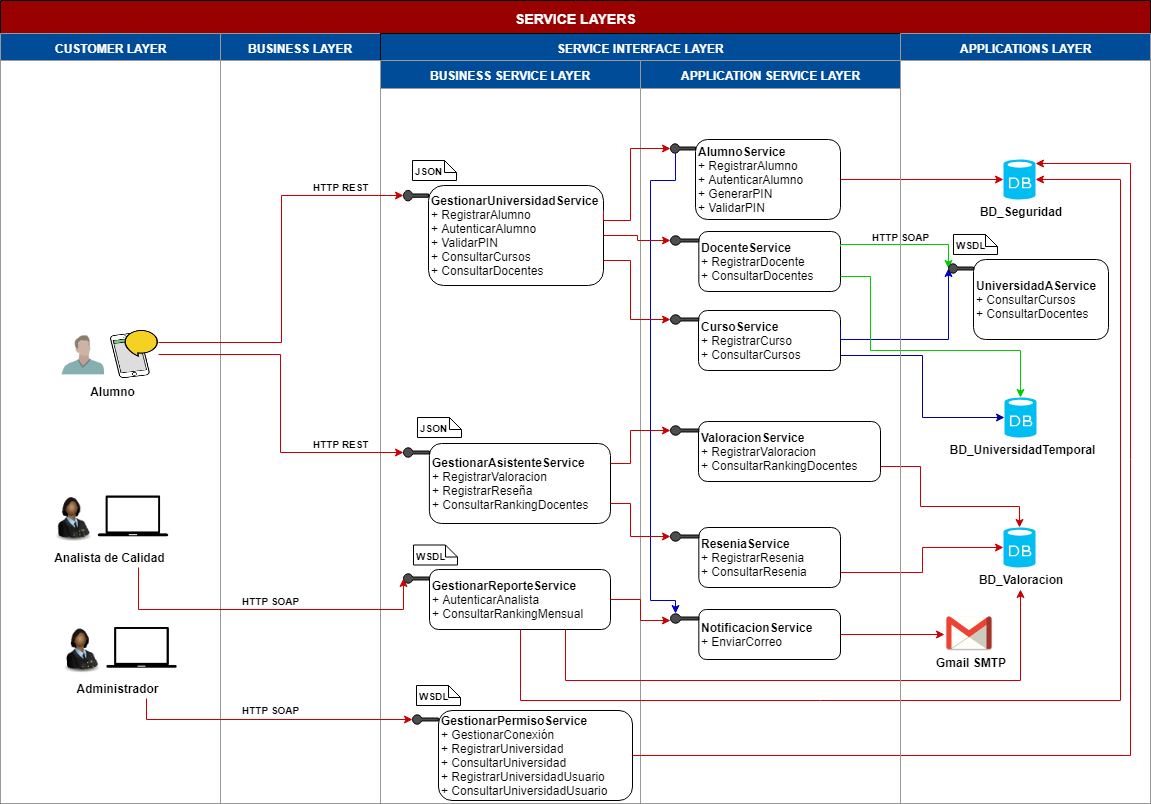 SERVICE LAYERS
CUSTOMER LAYER
BUSINESS LAYER
SERVICE INTERFACE LAYER
APPLICATIONS LAYER
BUSINESS SERVICE LAYER
APPLICATION SERVICE LAYER
Alumno
Analista de Calidad
Administrador
HTTP REST
HTTP REST
HTTP SOAP
HTTP SOAP
JSON
GestionarUniversidadService
+ RegistrarAlumno
+ AutenticarAlumno
+ ValidarPIN
+ ConsultarCursos
+ ConsultarDocentes
JSON
GestionarAsistenteService
+ RegistrarValoracion
+ RegistrarReseña
+ ConsultarRankingDocentes
WSDL
GestionarReporteService
+ AutenticarAnalista
+ ConsultarRankingMensual
WSDL
GestionarPermisoService
+ GestionarConexión
+ RegistrarUniversidad
+ ConsultarUniversidad
+ RegistrarUniversidadUsuario
+ ConsultarUniversidadUsuario
AlumnoService
+ RegistrarAlumno
+ AutenticarAlumno
+ GenerarPIN
+ ValidarPIN
DocenteService
+ RegistrarDocente
+ ConsultarDocentes
CursoService
+ RegistrarCurso
+ ConsultarCursos
ValoracionService
+ RegistrarValoracion
+ ConsultarRankingDocentes
ReseniaService
+ RegistrarResenia
+ ConsultarResenia
NotificacionService
+ EnviarCorreo
HTTP SOAP
DB
BD_Seguridad
WSDL
UniversidadAService
+ ConsultarCursos
+ ConsultarDocentes
DB
BD_UniversidadTemporal
DB
BD_Valoracion
Gmail SMTP